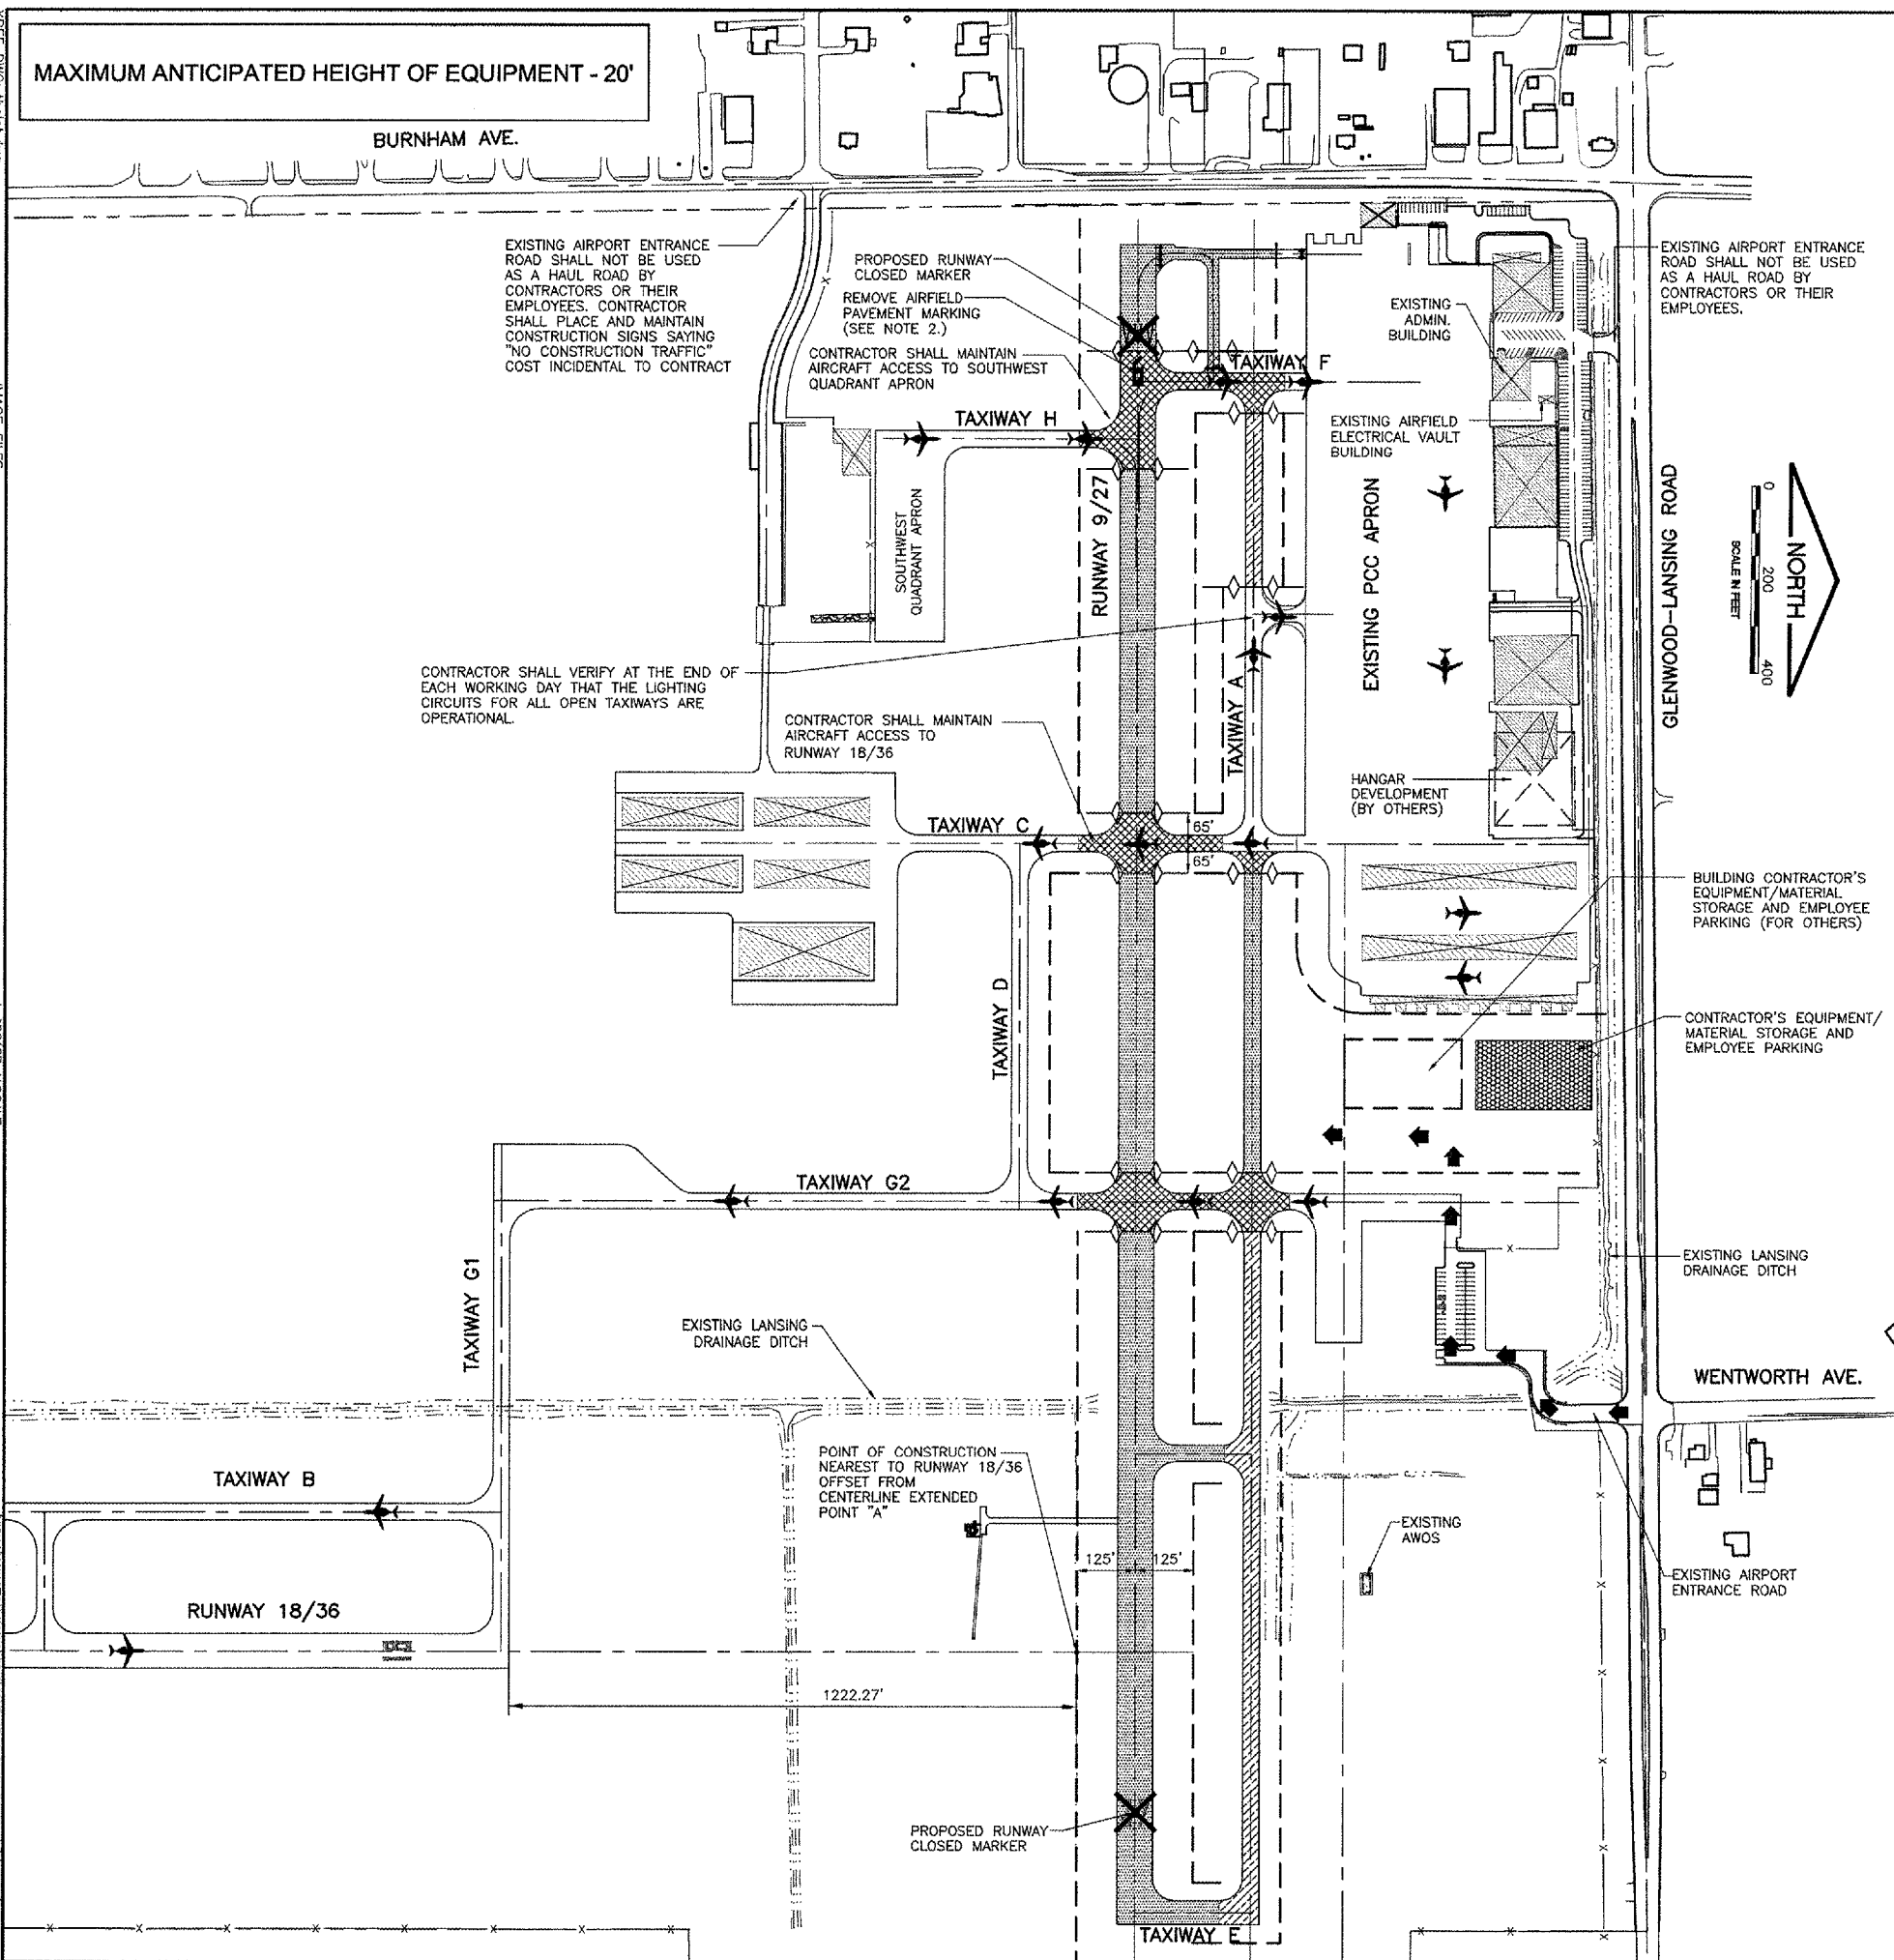 MAXIMUM ANTICIPATED HEIGHT OF EQUIPMENT - 20'
BURNHAM AVE.
EXISTING AIRPORT ENTRANCE
ROAD SHALL NOT BE USED
AS A HAUL ROAD BY
CONTRACTORS OR THEIR
EMPLOYEES. CONTRACTOR
SHALL PLACE AND MAINTAIN
CONSTRUCTION SIGNS SAYING
"NO CONSTRUCTION TRAFFIC"
COST INCIDENTAL TO CONTRACT
PROPOSED RUNWAY
CLOSED MARKER
REMOVE AIRFIELD
PAVEMENT MARKING
(SEE NOTE 2.)
CONTRACTOR SHALL MAINTAIN
AIRCRAFT ACCESS TO SOUTHWEST
QUADRANT APRON
EXISTING AIRPORT ENTRANCE
ROAD SHALL NOT BE USED
AS A HAUL ROAD BY
CONTRACTORS OR THEIR
EMPLOYEES.
EXISTING
ADMIN.
BUILDING
TAXIWAY F
TAXIWAY H
EXISTING AIRFIELD
ELECTRICAL VAULT
BUILDING
SOUTHWEST
QUADRANT APRON
RUNWAY 9/27
EXISTING PCC APRON
GLENWOOD-LANSING ROAD
NORTH
0 200 400
SCALE IN FEET
CONTRACTOR SHALL VERIFY AT THE END OF
EACH WORKING DAY THAT THE LIGHTING
CIRCUITS FOR ALL OPEN TAXIWAYS ARE
OPERATIONAL.
CONTRACTOR SHALL MAINTAIN
AIRCRAFT ACCESS TO
RUNWAY 18/36
TAXIWAY A
HANGAR
DEVELOPMENT
(BY OTHERS)
TAXIWAY C
65'
65'
BUILDING CONTRACTOR'S
EQUIPMENT/MATERIAL
STORAGE AND EMPLOYEE
PARKING (FOR OTHERS)
TAXIWAY D
CONTRACTOR'S EQUIPMENT/
MATERIAL STORAGE AND
EMPLOYEE PARKING
TAXIWAY G2
TAXIWAY G1
EXISTING LANSING
DRAINAGE DITCH
EXISTING LANSING
DRAINAGE DITCH
WENTWORTH AVE.
TAXIWAY B
POINT OF CONSTRUCTION
NEAREST TO RUNWAY 18/36
OFFSET FROM
CENTERLINE EXTENDED
POINT "A"
EXISTING
AWOS
125' 125'
EXISTING AIRPORT
ENTRANCE ROAD
RUNWAY 18/36
1222.27'
PROPOSED RUNWAY
CLOSED MARKER
TAXIWAY E